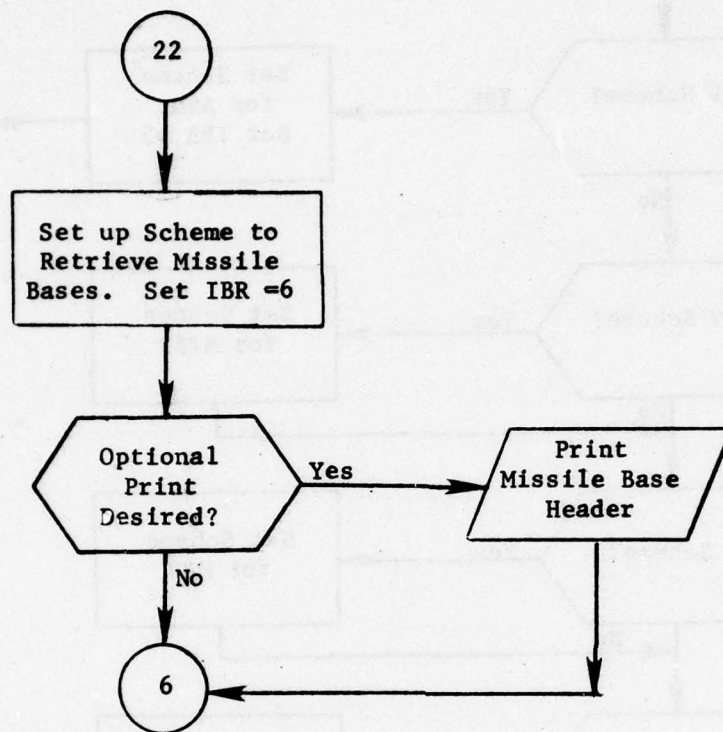 22
Set up Scheme to
Retrieve Missile
Bases. Set IBR =6
Optional
Print
Desired?
Yes
Print
Missile Base
Header
No
6